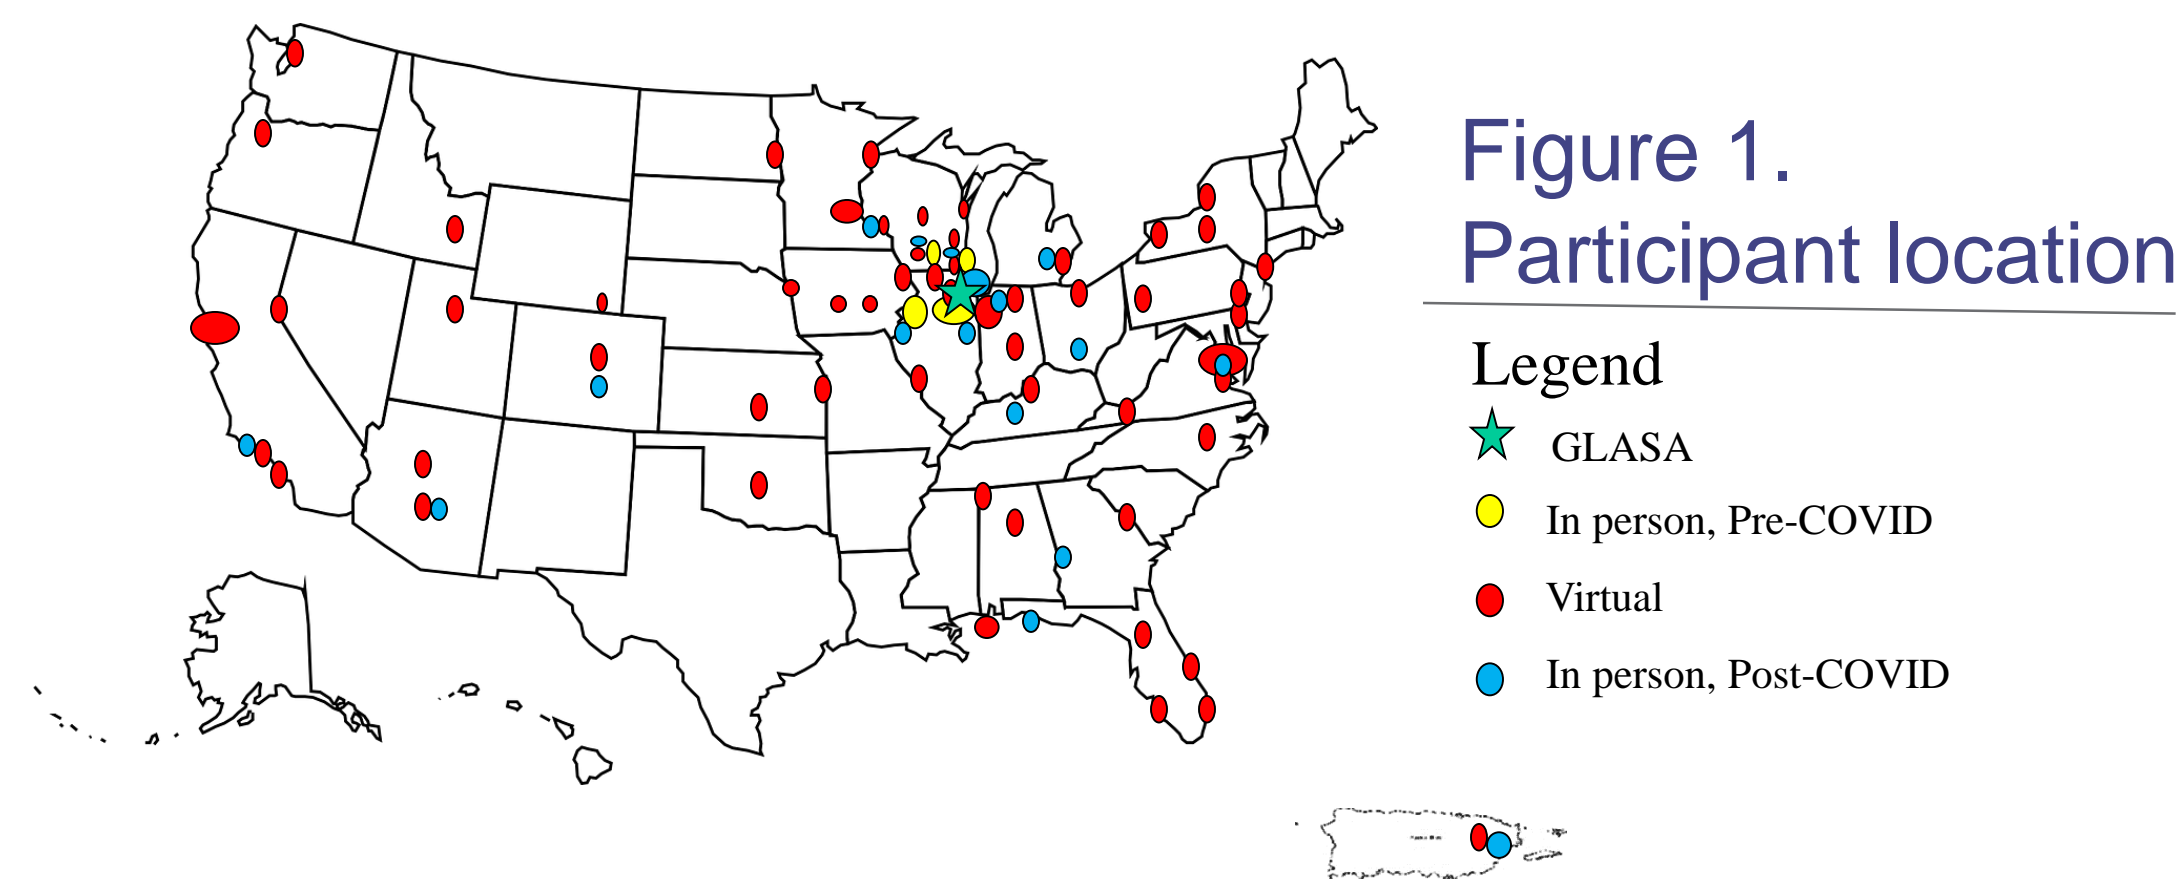 Figure 1.
Participant location
Legend
GLASA
In person, Pre-COVID
Virtual
In person, Post-COVID